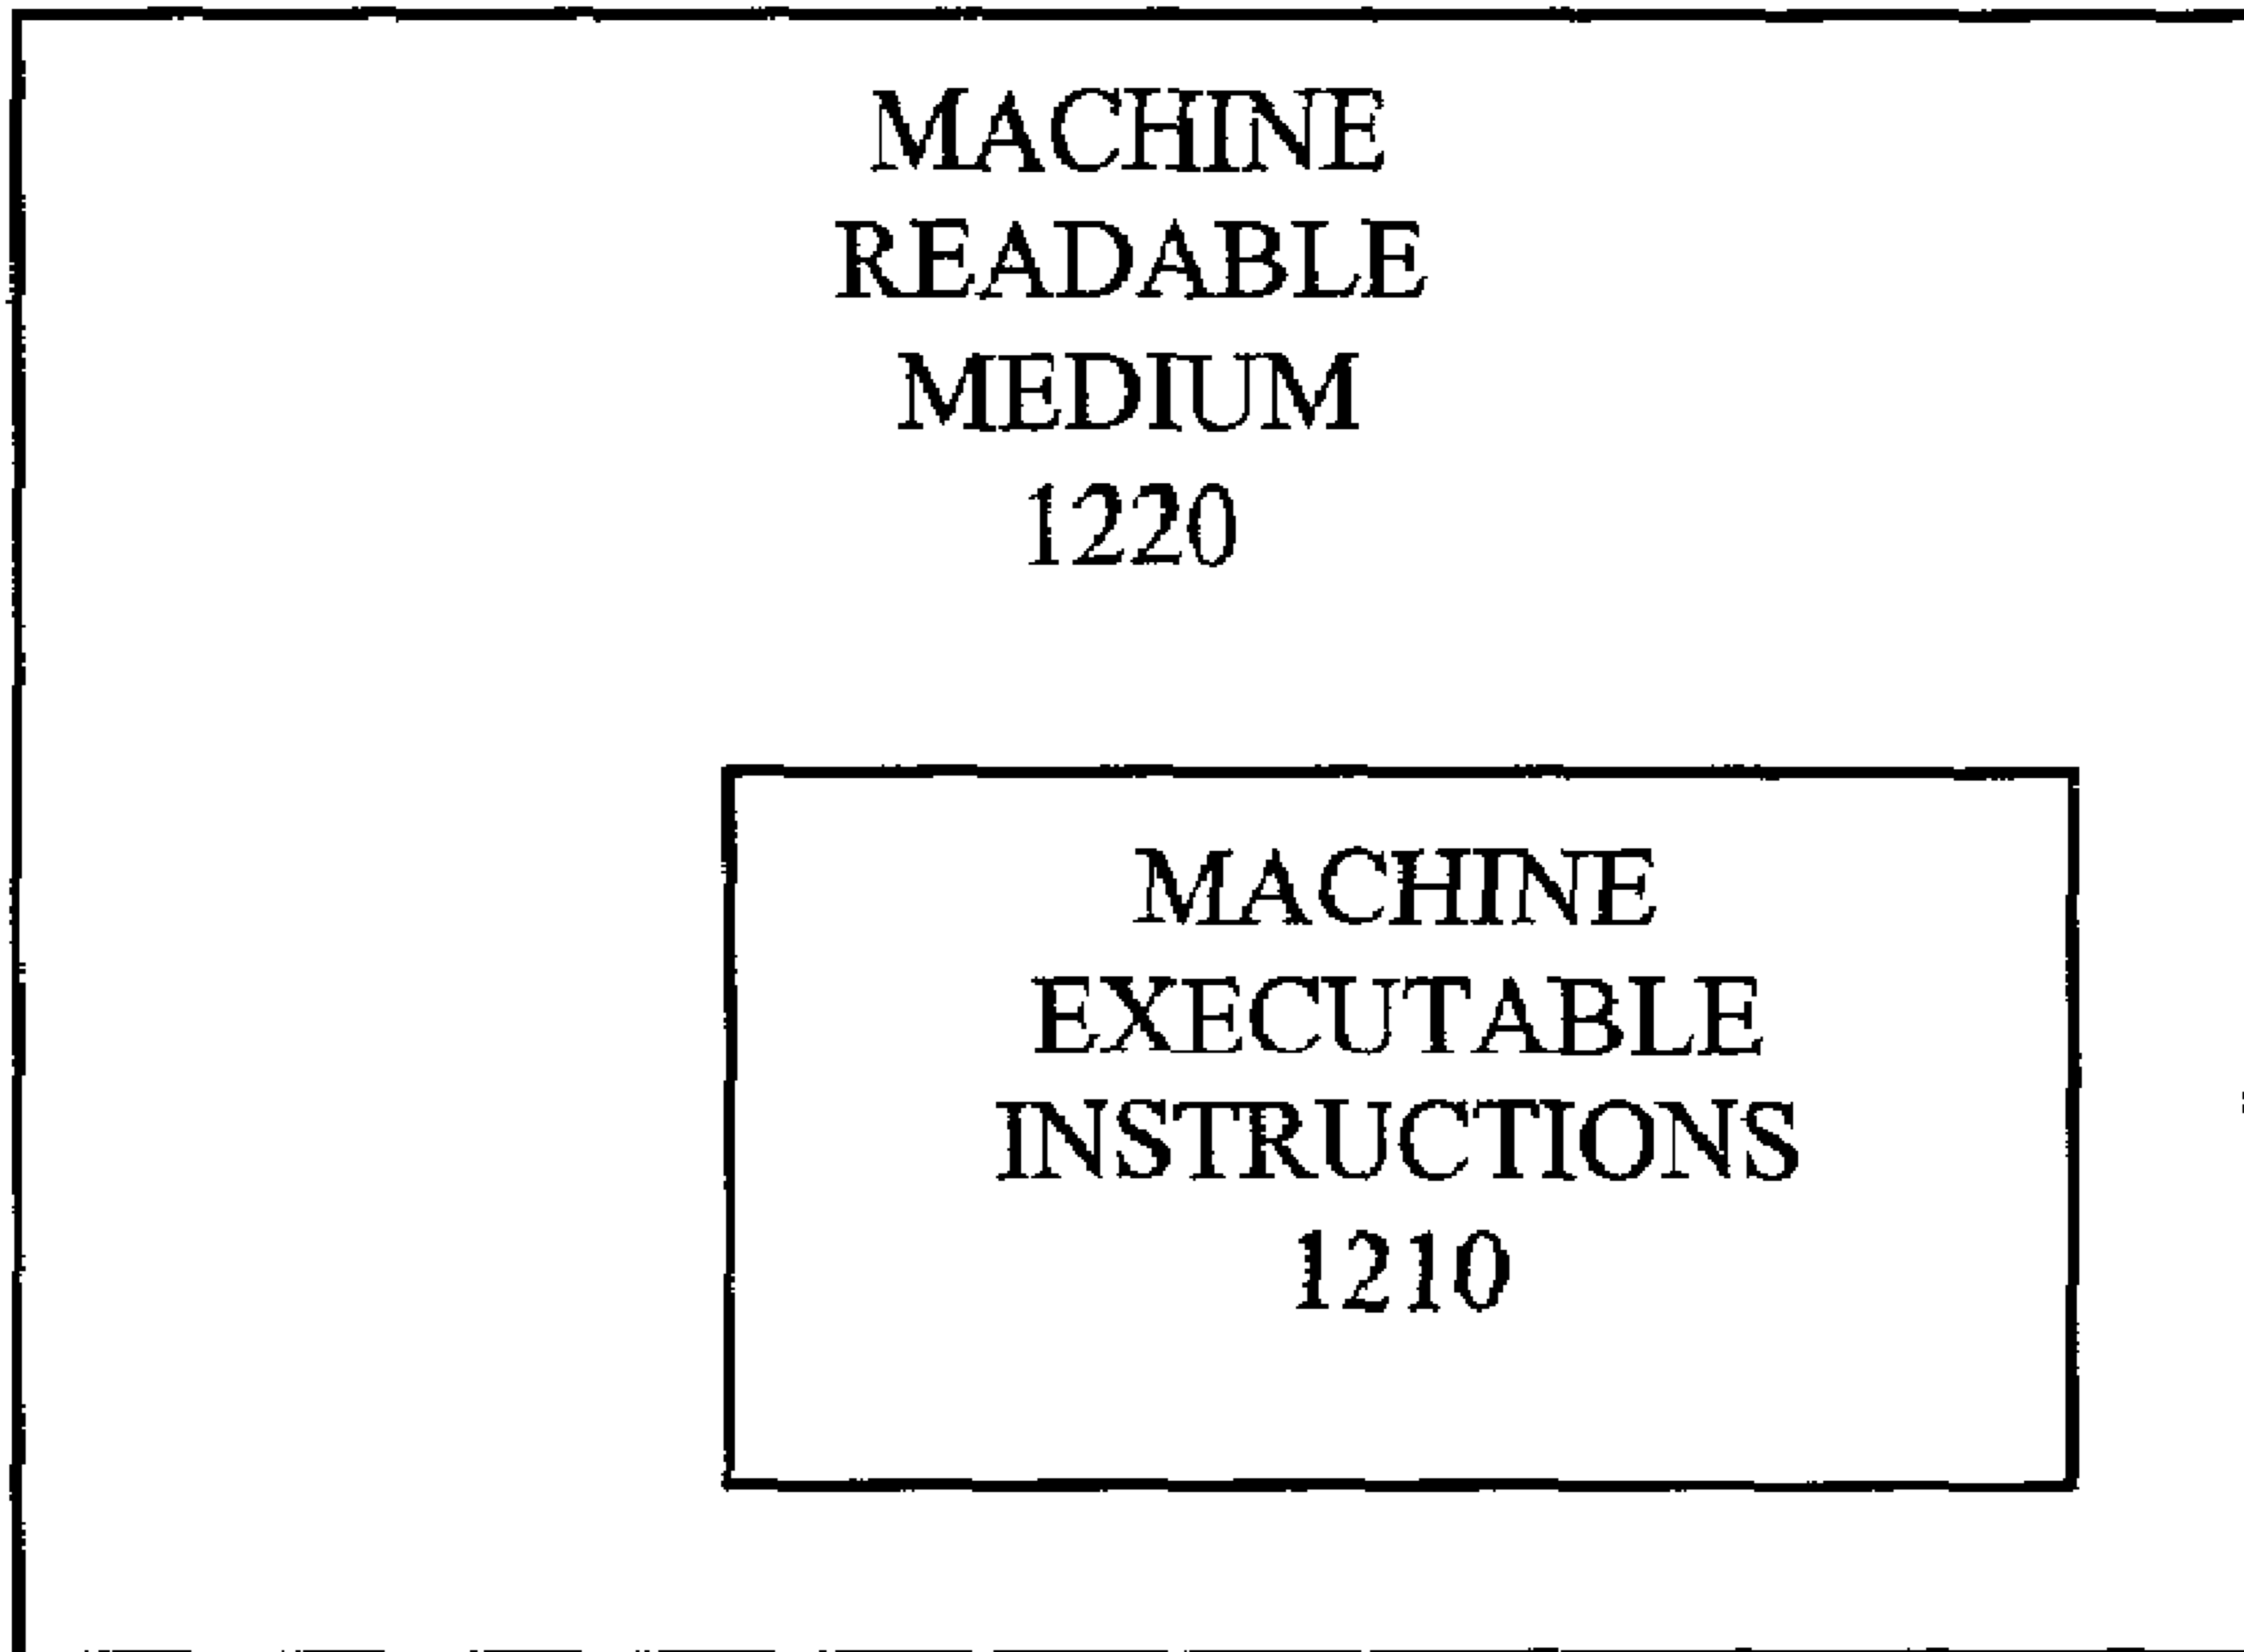 MACHINE
READABLE
MEDIUM
1220
MACHINE
EXECUTABLE
INSTRUCTIONS
1210